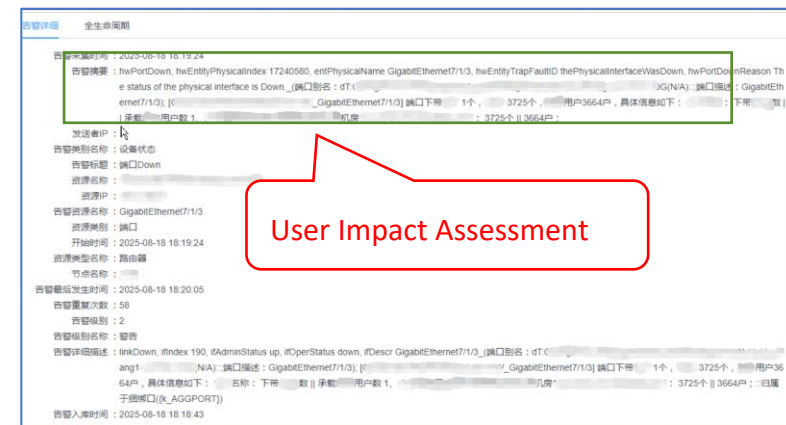 告警详细 全生命周期
告警采集时间：2025-08-18 18:19:24
告警摘要：hwPortDown, hwEntityPhysicalIndex 17240580, entPhysicalName GigabitEthernet7/1/3, hwEntityTrapFaultID thePhysicalInterfaceWasDown, hwPortDownReason Th
e status of the physical interface is Down._(端口别名：dT:( JG(N/A):::端口描述：GigabitEth
ernet7/1/3); [( _GigabitEthernet7/1/3] 端口下带 1个， 3725个， 用户3664户，具体信息如下： ：下带 数 |
| 承载 用户数 1、 机房 ：3725个 || 3664户；
发送者IP：
告警类别名称：设备状态
告警标题：端口Down
资源名称：
资源IP：
告警资源名称：GigabitEthernet7/1/3
资源类别：端口
开始时间：2025-08-18 18:19:24
资源类型名称：路由器
节点名称：
告警最后发生时间：2025-08-18 18:20:05
告警重复次数：58
告警级别：2
告警级别名称：警告
告警详细描述：linkDown, ifIndex 190, ifAdminStatus up, ifOperStatus down, ifDescr GigabitEthernet7/1/3_(端口别名：dT:(
ang1- N/A):::端口描述：GigabitEthernet7/1/3); [( _GigabitEthernet7/1/3] 端口下带 1个， 3725个， 用户36
64户，具体信息如下： 名称：下带 数 || 承载 用户数 1、 机房 ：3725个 || 3664户；::归属
于捆绑口({k_AGGPORT})
告警入库时间：2025-08-18 18:18:43
User Impact Assessment